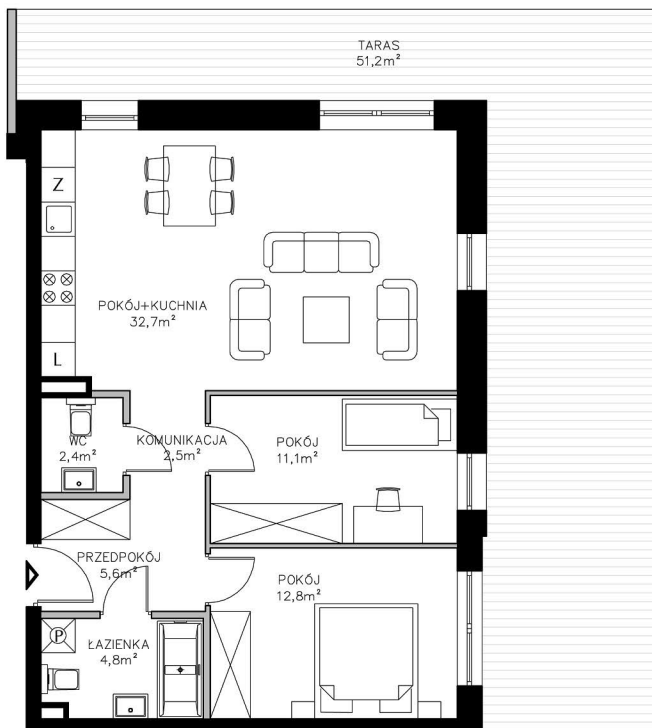 TARAS
51,2m²
Z
POKÓJ+KUCHNIA
32,7m²
L
WC
2,4m²
KOMUNIKACJA
2,5m²
POKÓJ
11,1m²
PRZEDPOKÓJ
5,6m²
POKÓJ
12,8m²
P
ŁAZIENKA
4,8m²